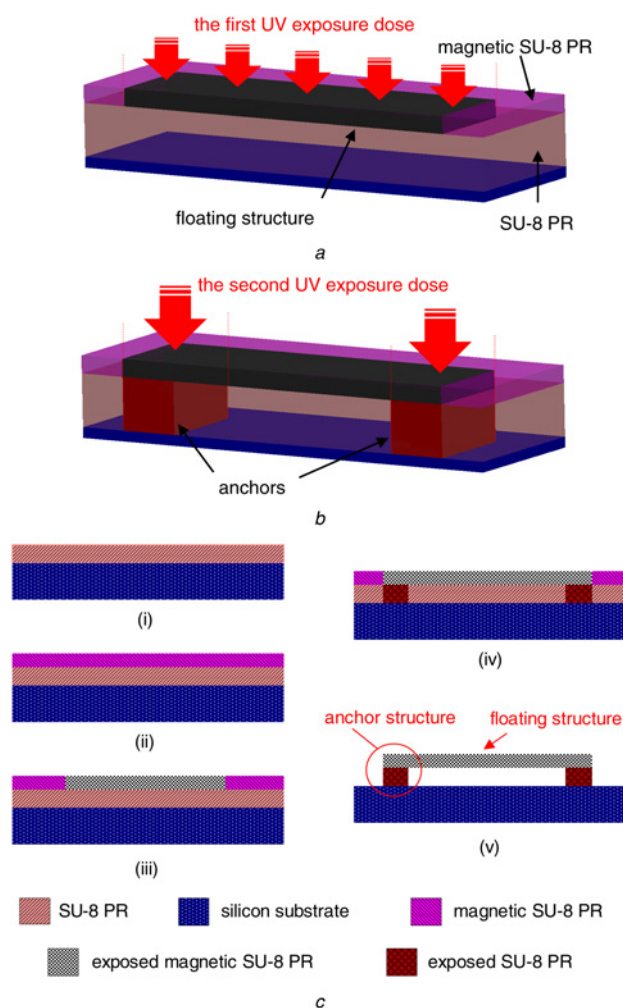 the first UV exposure dose
magnetic SU-8 PR
floating structure
SU-8 PR
a
the second UV exposure dose
anchors
b
(i)
(iv)
(ii)
anchor structure
floating structure
(iii)
(v)
SU-8 PR
silicon substrate
magnetic SU-8 PR
exposed magnetic SU-8 PR
exposed SU-8 PR
c